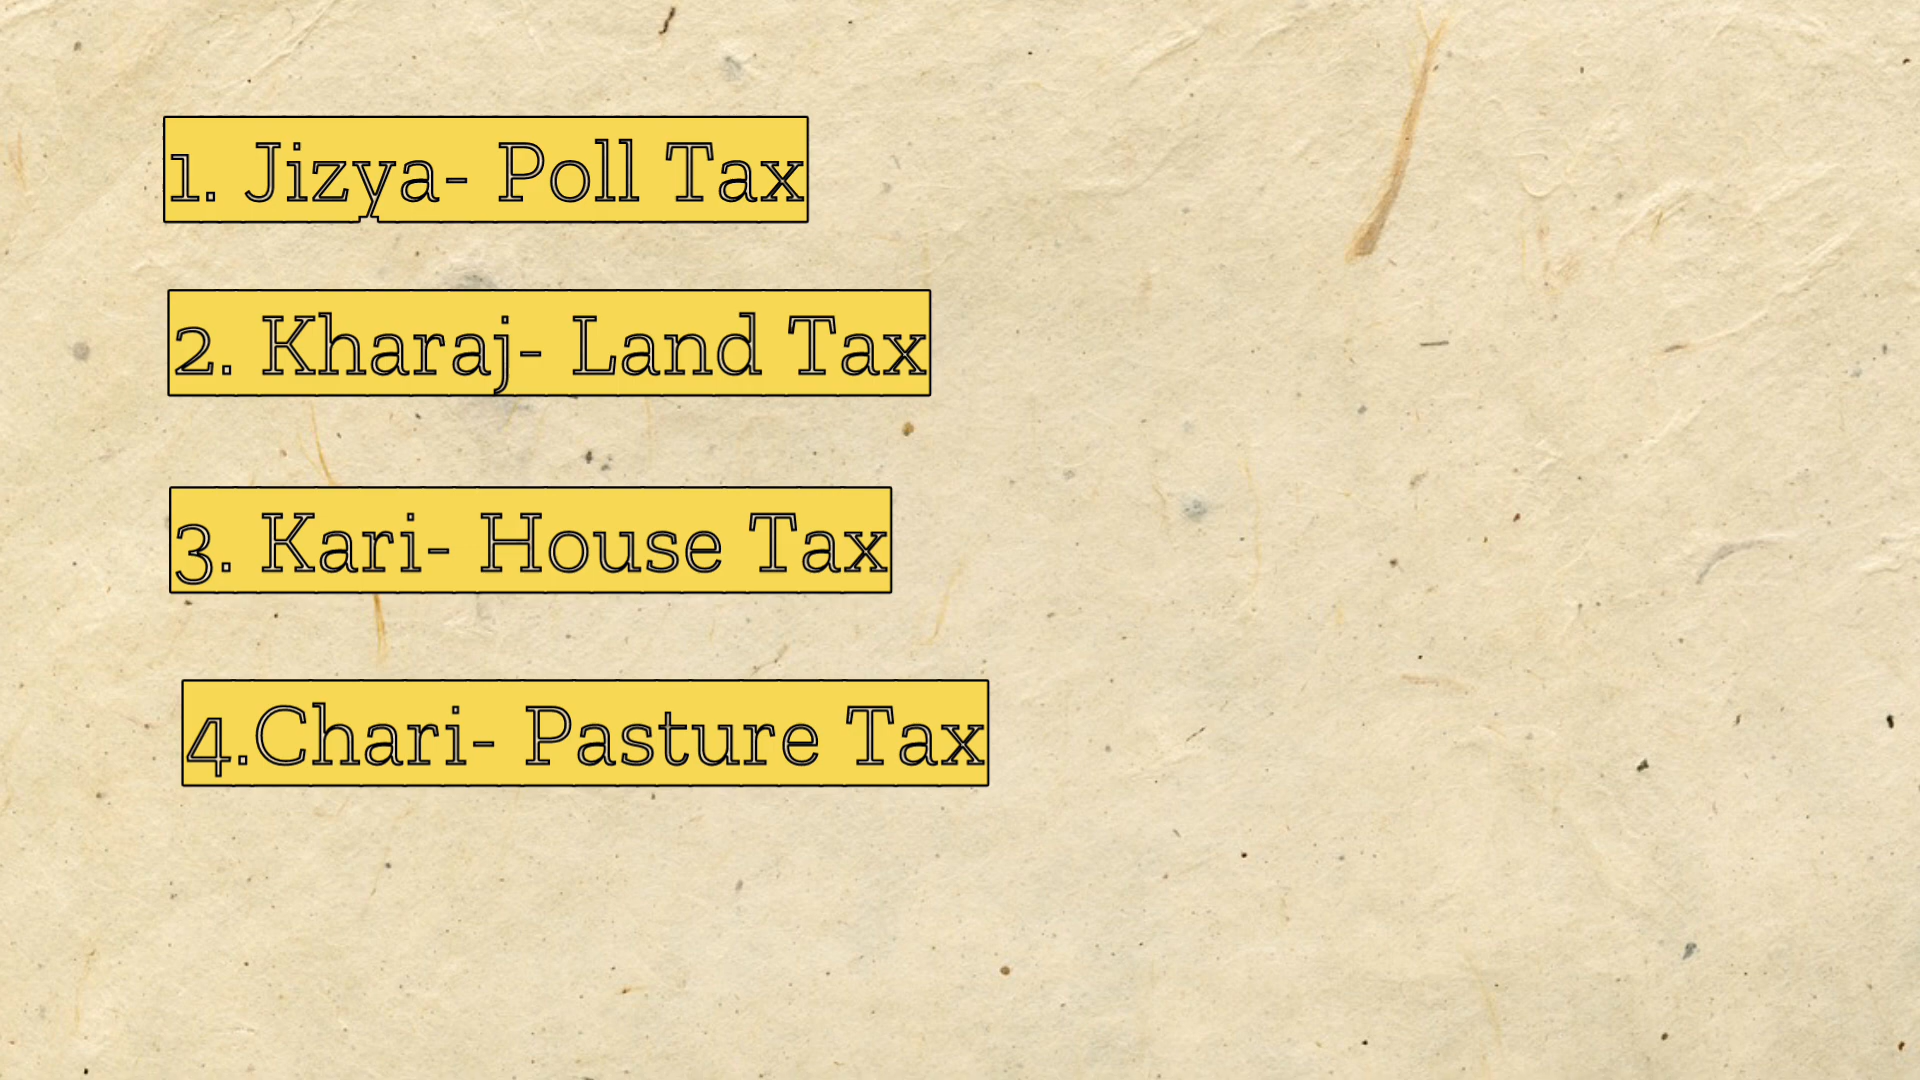 1. Jizya- Poll Tax
2. Kharaj- Land Tax
3. Kari- House Tax
4.Chari- Pasture Tax